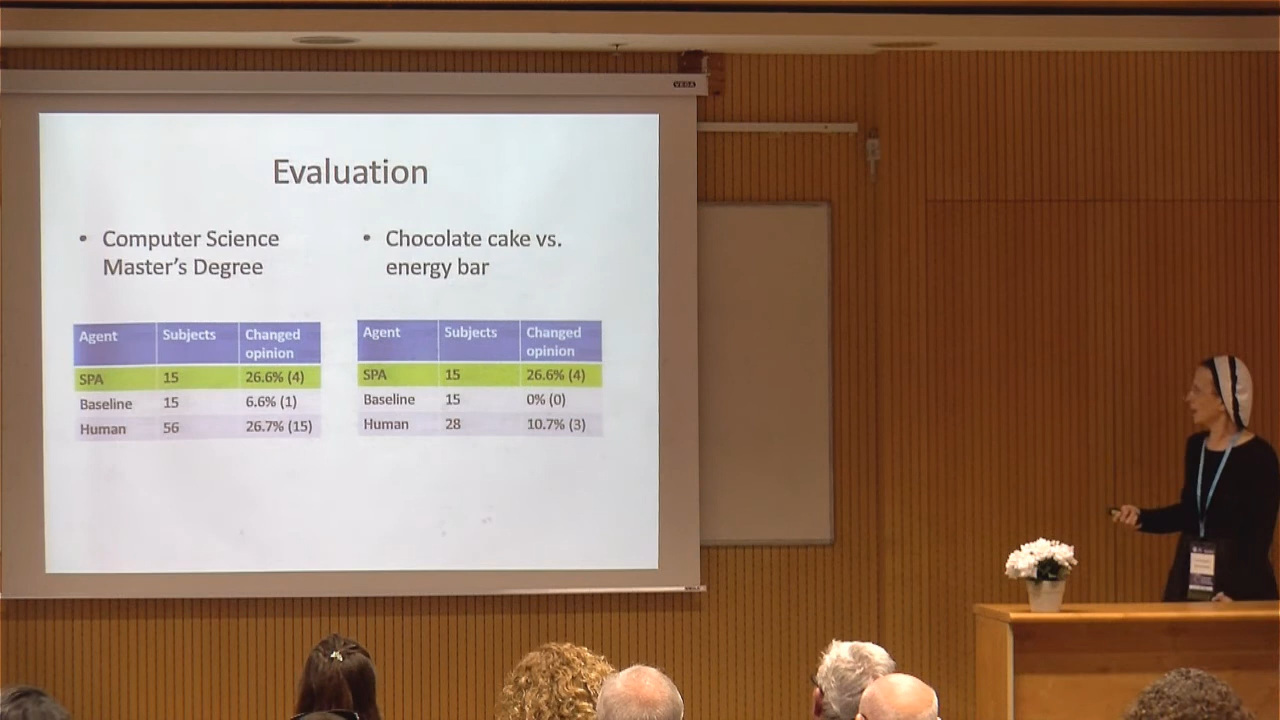 VEGA
Evaluation
• Computer Science
Master's Degree
• Chocolate cake vs.
energy bar
Agent Subjects Changed
opinion
SPA 15 26.6% (4)
Baseline 15 6.6% (1)
Human 56 26.7% (15)
Agent Subjects Changed
opinion
SPA 15 26.6% (4)
Baseline 15 0% (0)
Human 28 10.7% (3)